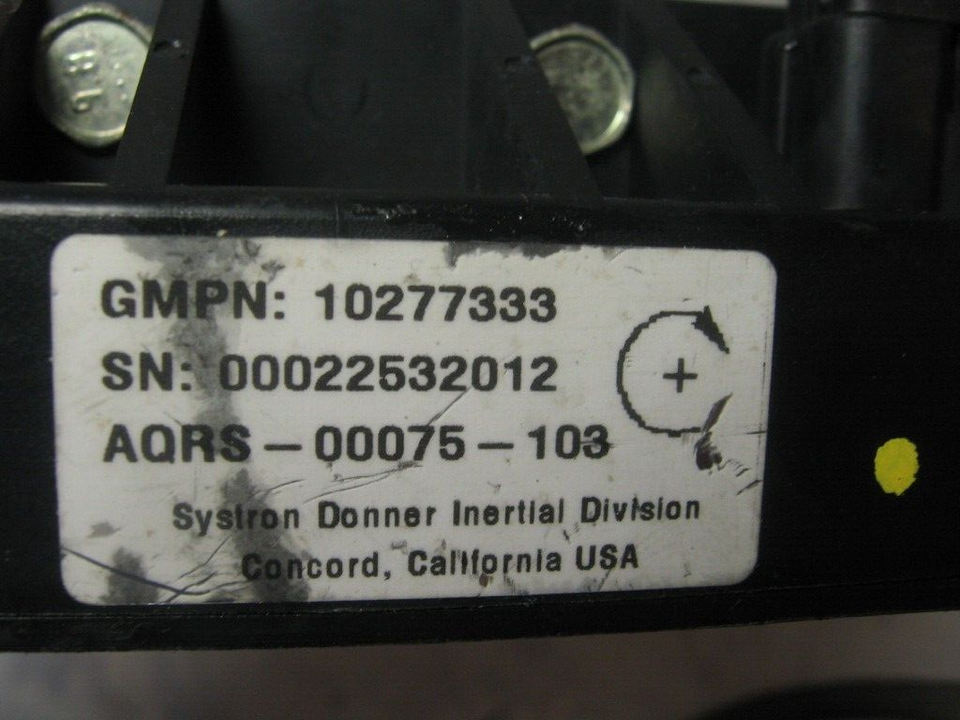 GMPN: 10277333
SN: 00022532012
AQRS-00075-103
Systron Donner Inertial Division
Concord, California USA